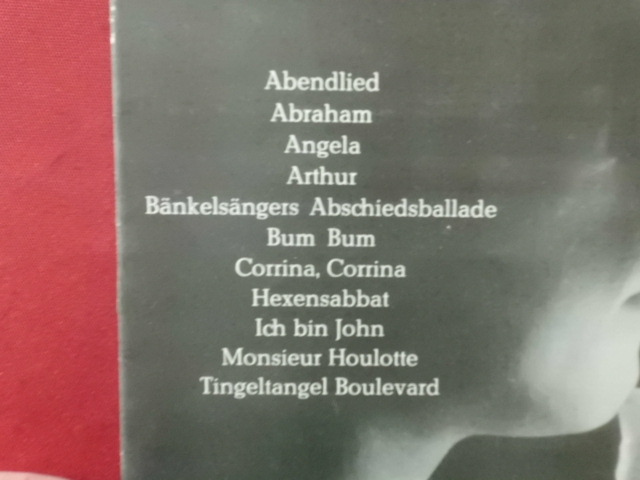 Abendlied
Abraham
Angela
Arthur
Bänkelsängers Abschiedsballade
Bum Bum
Corrina, Corrina
Hexensabbat
Ich bin John
Monsieur Houlotte
Tingeltangel Boulevard